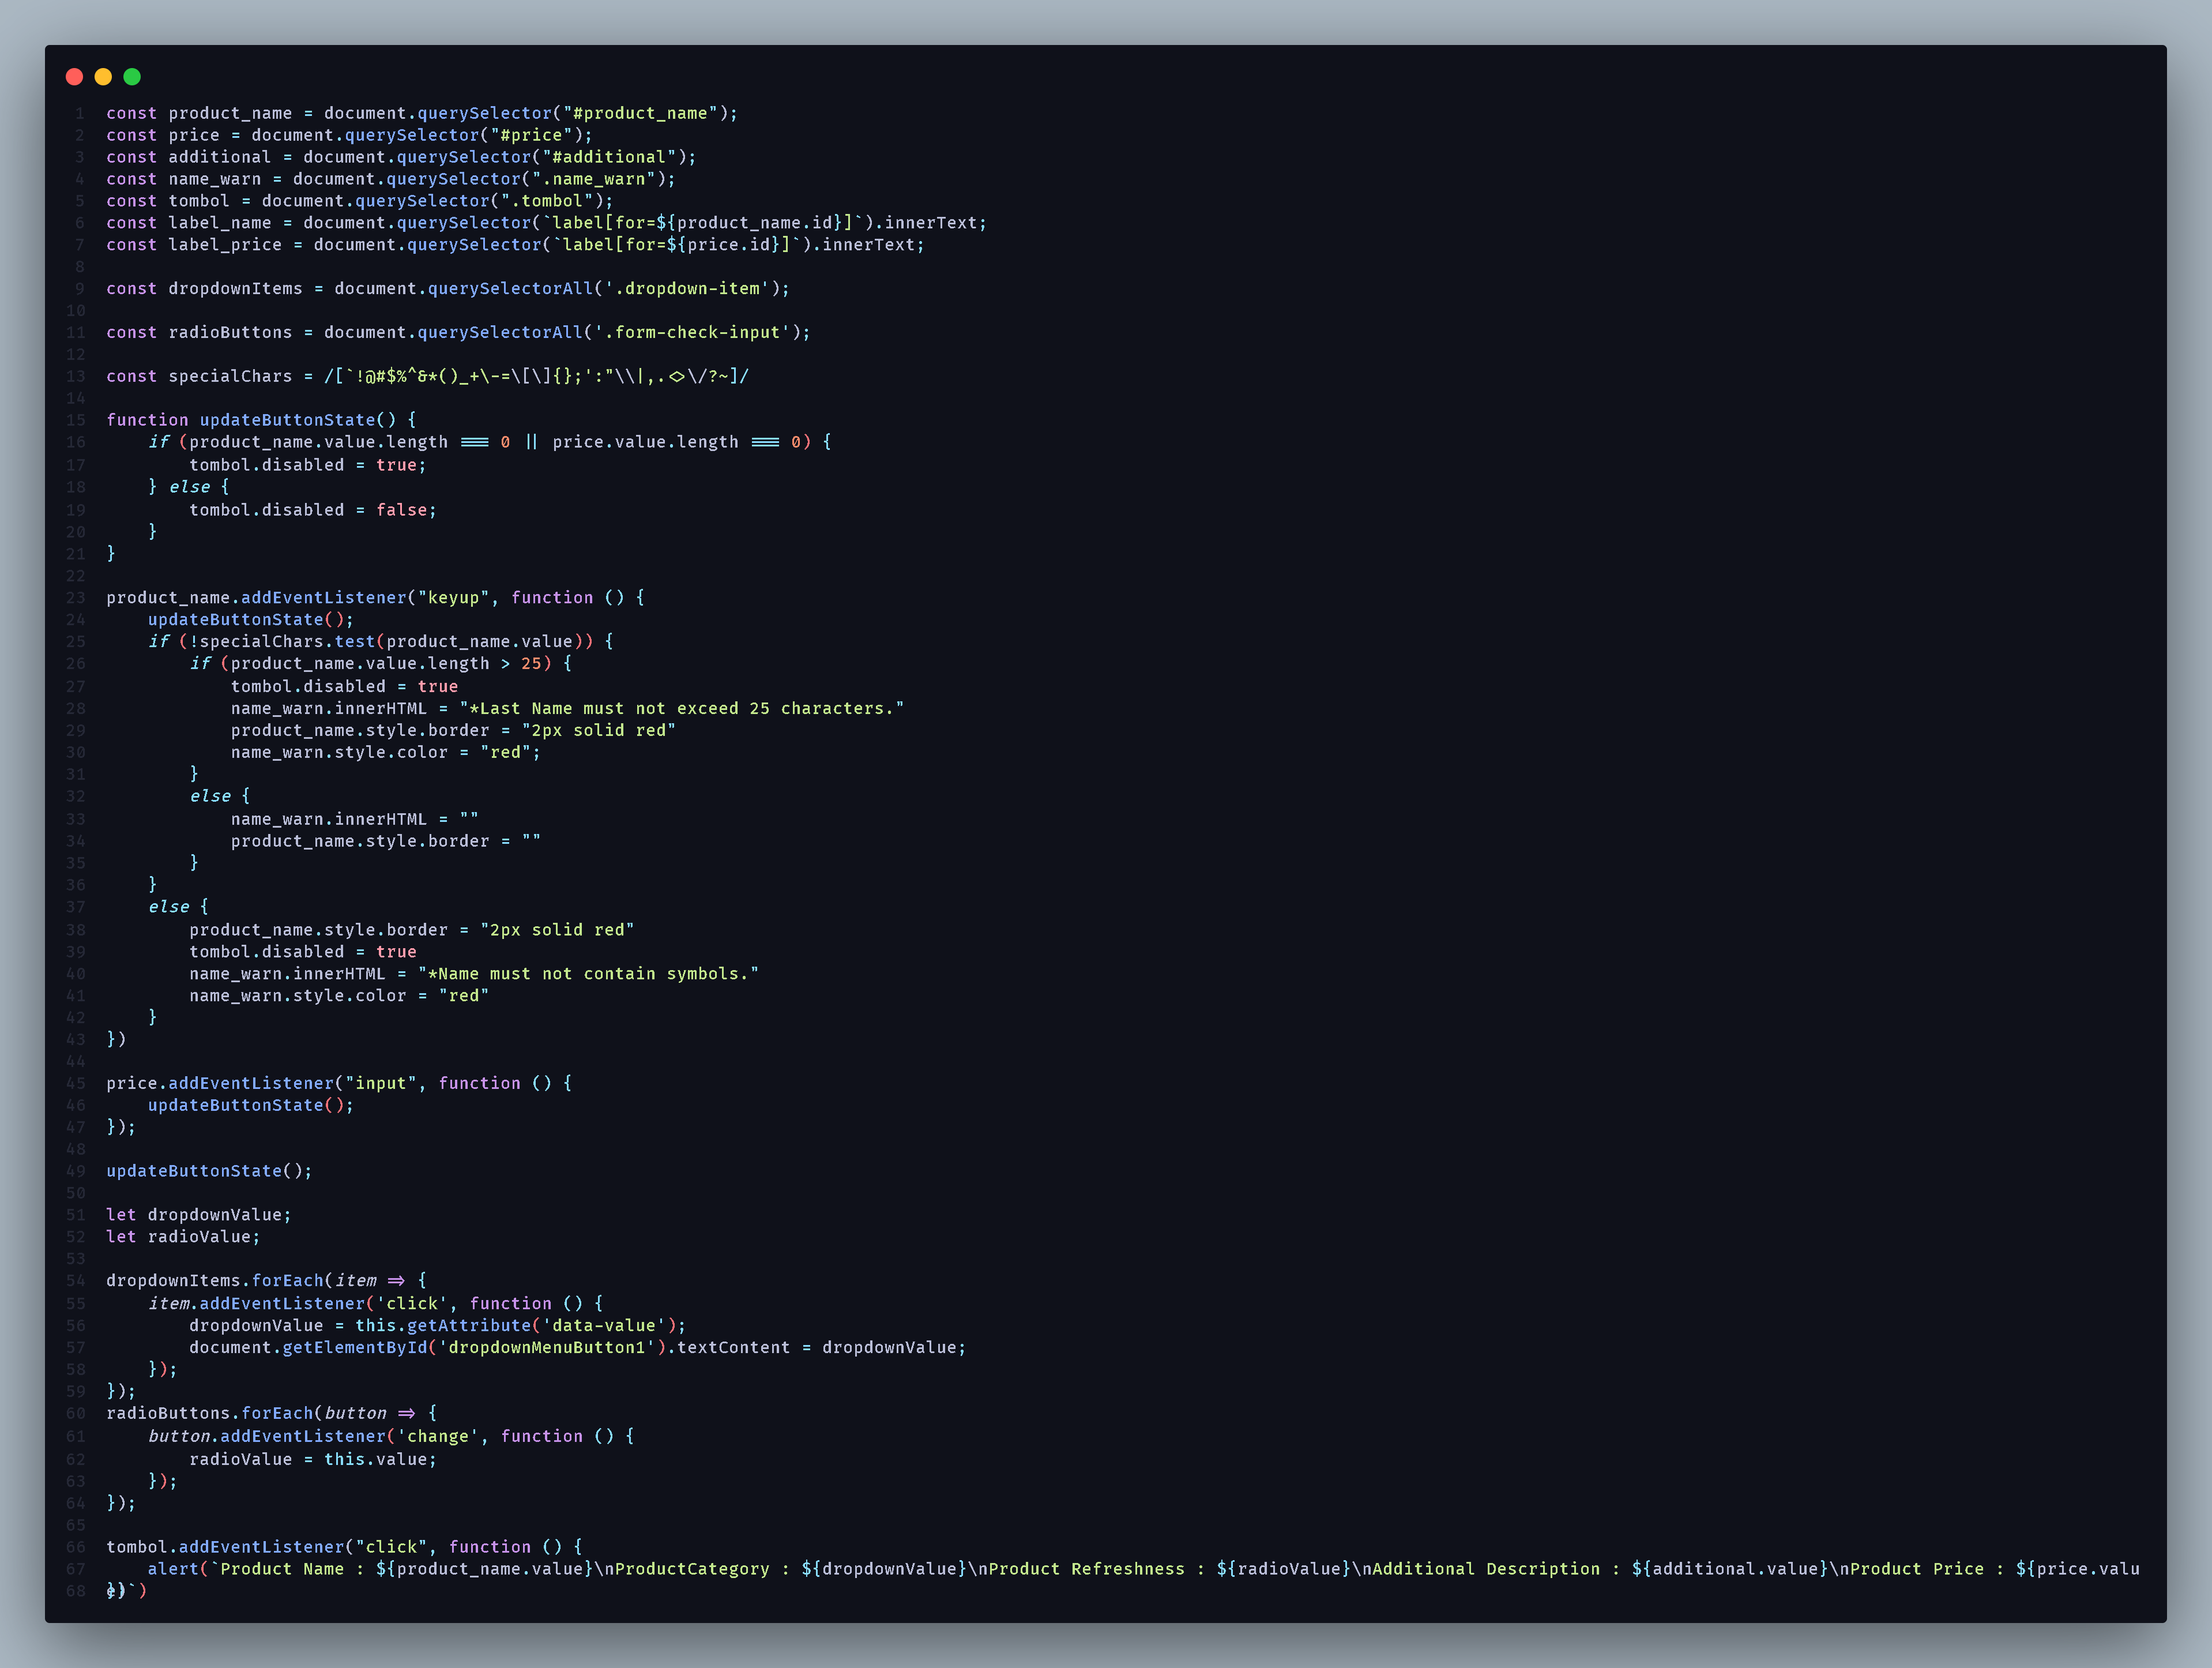 1 const product_name = document.querySelector("#product_name");
2 const price = document.querySelector("#price");
3 const additional = document.querySelector("#additional");
4 const name_warn = document.querySelector(".name_warn");
5 const tombol = document.querySelector(".tombol");
6 const label_name = document.querySelector(`label[for=${product_name.id}]`).innerText;
7 const label_price = document.querySelector(`label[for=${price.id}]`).innerText;
8
9 const dropdownItems = document.querySelectorAll('.dropdown-item');
10
11 const radioButtons = document.querySelectorAll('.form-check-input');
12
13 const specialChars = /[`!@#$%^&*()_+\-=\[\]{};':"\\|,.<>\/?~]/
14
15 function updateButtonState() {
16     if (product_name.value.length === 0 || price.value.length === 0) {
17         tombol.disabled = true;
18     } else {
19         tombol.disabled = false;
20     }
21 }
22
23 product_name.addEventListener("keyup", function () {
24     updateButtonState();
25     if (!specialChars.test(product_name.value)) {
26         if (product_name.value.length > 25) {
27             tombol.disabled = true
28             name_warn.innerHTML = "*Last Name must not exceed 25 characters."
29             product_name.style.border = "2px solid red"
30             name_warn.style.color = "red";
31         }
32         else {
33             name_warn.innerHTML = ""
34             product_name.style.border = ""
35         }
36     }
37     else {
38         product_name.style.border = "2px solid red"
39         tombol.disabled = true
40         name_warn.innerHTML = "*Name must not contain symbols."
41         name_warn.style.color = "red"
42     }
43 })
44
45 price.addEventListener("input", function () {
46     updateButtonState();
47 });
48
49 updateButtonState();
50
51 let dropdownValue;
52 let radioValue;
53
54 dropdownItems.forEach(item => {
55     item.addEventListener('click', function () {
56         dropdownValue = this.getAttribute('data-value');
57         document.getElementById('dropdownMenuButton1').textContent = dropdownValue;
58     });
59 });
60 radioButtons.forEach(button => {
61     button.addEventListener('change', function () {
62         radioValue = this.value;
63     });
64 });
65
66 tombol.addEventListener("click", function () {
67     alert(`Product Name : ${product_name.value}\nProductCategory : ${dropdownValue}\nProduct Refreshness : ${radioValue}\nAdditional Description : ${additional.value}\nProduct Price : ${price.valu
e}`)
68 })